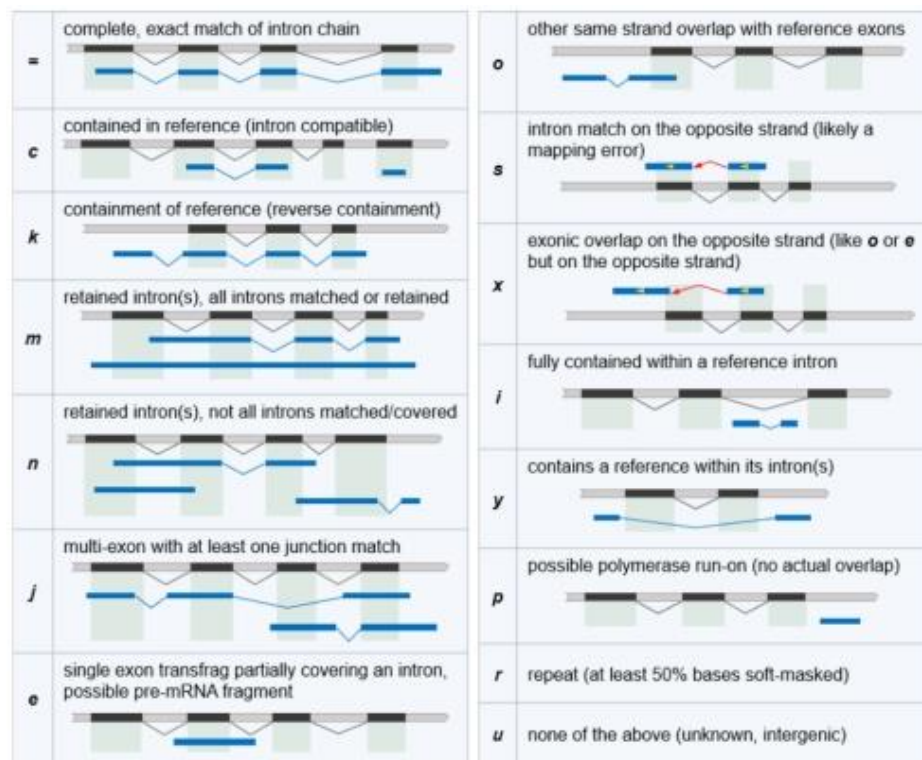 =
complete, exact match of intron chain
c
contained in reference (intron compatible)
k
containment of reference (reverse containment)
m
retained intron(s), all introns matched or retained
n
retained intron(s), not all introns matched/covered
j
multi-exon with at least one junction match
e
single exon transfrag partially covering an intron,
possible pre-mRNA fragment
o
other same strand overlap with reference exons
s
intron match on the opposite strand (likely a
mapping error)
x
exonic overlap on the opposite strand (like o or e
but on the opposite strand)
i
fully contained within a reference intron
y
contains a reference within its intron(s)
p
possible polymerase run-on (no actual overlap)
r
repeat (at least 50% bases soft-masked)
u
none of the above (unknown, intergenic)